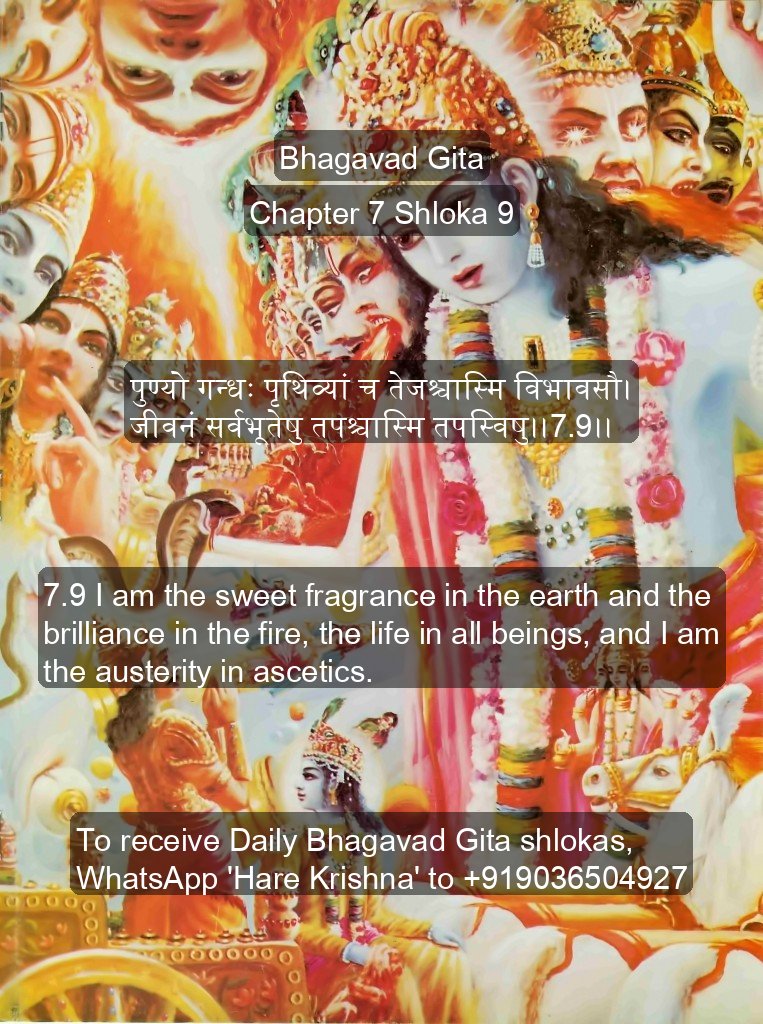 Bhagavad Gita
Chapter 7 Shloka 9
पुण्यो गन्धः पृथिव्यां च तेजश्चास्मि विभावसौ।
जीवनं सर्वभूतेषु तपश्चास्मि तपस्विषु।।7.9।।
7.9 I am the sweet fragrance in the earth and the
brilliance in the fire, the life in all beings, and I am
the austerity in ascetics.
To receive Daily Bhagavad Gita shlokas,
WhatsApp 'Hare Krishna' to +919036504927